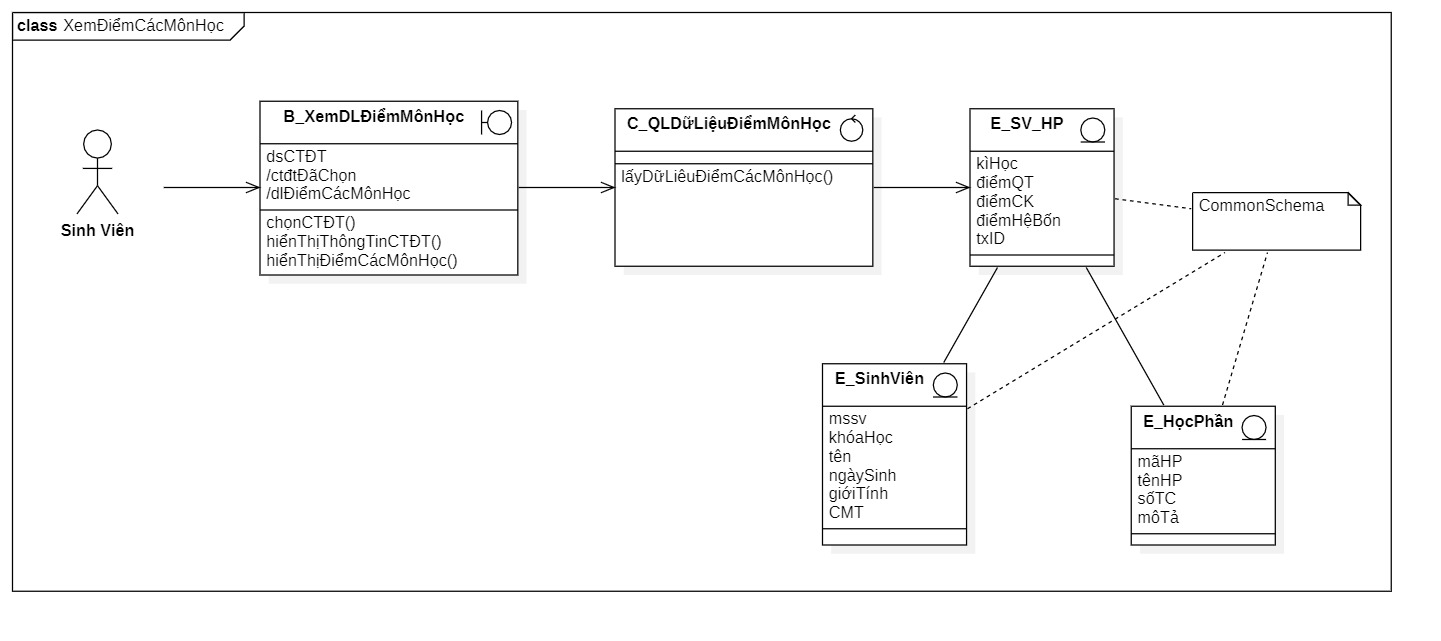 class XemĐiểmCácMônHọc
Sinh Viên
B_XemDLĐiểmMônHọc
dsCTĐT
/ctđtĐãChọn
/dlĐiểmCácMônHọc
chọnCTĐT()
hiểnThịThôngTinCTĐT()
hiểnThịĐiểmCácMônHọc()
C_QLDữLiệuĐiểmMônHọc
lấyDữLiêuĐiểmCácMônHọc()
E_SV_HP
kìHọc
điểmQT
điểmCK
điểmHệBốn
txID
CommonSchema
E_SinhViên
mssv
khóaHọc
tên
ngàySinh
giớiTính
CMT
E_HọcPhần
mãHP
tênHP
sốTC
môTả